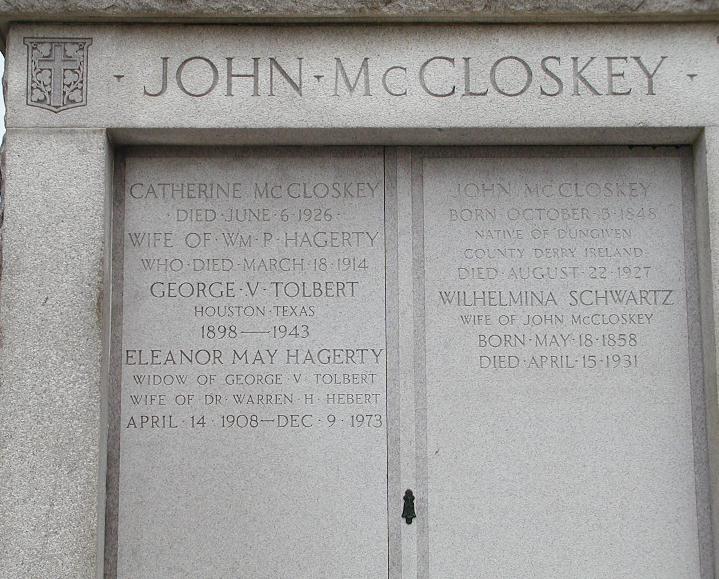 · JOHN · McCLOSKEY ·
CATHERINE McCLOSKEY
· DIED · JUNE · 6 · 1926 ·
WIFE · OF · WM · P · HAGERTY
WHO · DIED · MARCH · 18 · 1914
GEORGE · V · TOLBERT
HOUSTON · TEXAS
1898 — 1943
ELEANOR MAY HAGERTY
WIDOW OF GEORGE V TOLBERT
WIFE OF DR · WARREN · H · HEBERT
APRIL · 14 · 1908—DEC · 9 · 1973
JOHN McCLOSKEY
BORN OCTOBER · 15 · 1848
NATIVE OF DUNGIVEN
COUNTY DERRY IRELAND
DIED · AUGUST · 22 · 1927
WILHELMINA SCHWARTZ
WIFE OF JOHN McCLOSKEY
BORN · MAY · 18 · 1858
DIED · APRIL · 15 · 1931